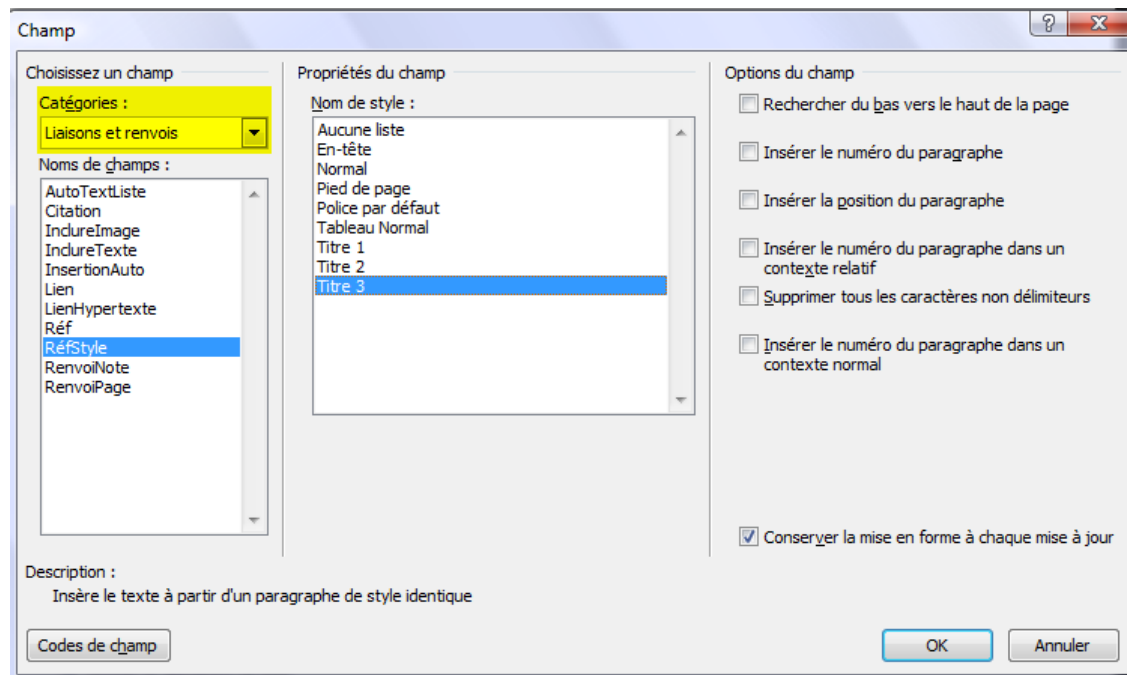 Champ
Choisissez un champ
Catégories :
Liaisons et renvois
Noms de champs :
AutoTextListe
Citation
InclureImage
InclureTexte
InsertionAuto
Lien
LienHypertexte
Réf
RéfStyle
RenvoiNote
RenvoiPage
Propriétés du champ
Nom de style :
Aucune liste
En-tête
Normal
Pied de page
Police par défaut
Tableau Normal
Titre 1
Titre 2
Titre 3
Options du champ
Rechercher du bas vers le haut de la page
Insérer le numéro du paragraphe
Insérer la position du paragraphe
Insérer le numéro du paragraphe dans un
contexte relatif
Supprimer tous les caractères non délimiteurs
Insérer le numéro du paragraphe dans un
contexte normal
Conserver la mise en forme à chaque mise à jour
Description :
Insère le texte à partir d'un paragraphe de style identique
Codes de champ
OK
Annuler